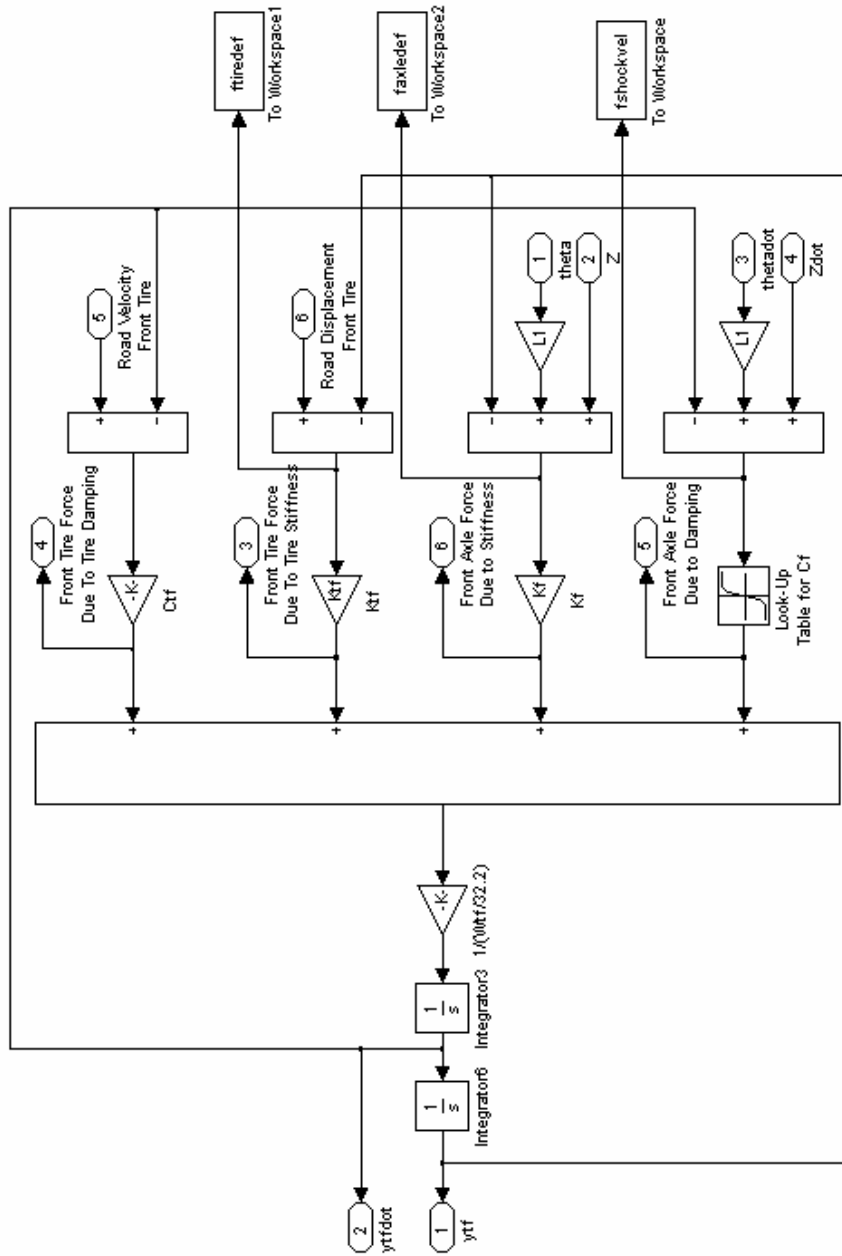 ftiredef
To Workspace1
faxledef
To Workspace2
fshockvel
To Workspace
5
Road Velocity
Front Tire
6
Road Displacement
Front Tire
1
theta
2
Z
L1
3
thetadot
4
Zdot
L1
+
-
+
-
-
+
+
-
+
+
4
Front Tire Force
Due To Tire Damping
-K-
Ctf
3
Front Tire Force
Due To Tire Stiffness
Ktf
Ktf
6
Front Axle Force
Due to Stiffness
Kf
Kf
5
Front Axle Force
Due to Damping
Look-Up
Table for Cf
+
+
+
+
-K-
1/(Wtf/32.2)
1
s
Integrator3
1
s
Integrator6
2
ytfdot
1
ytf